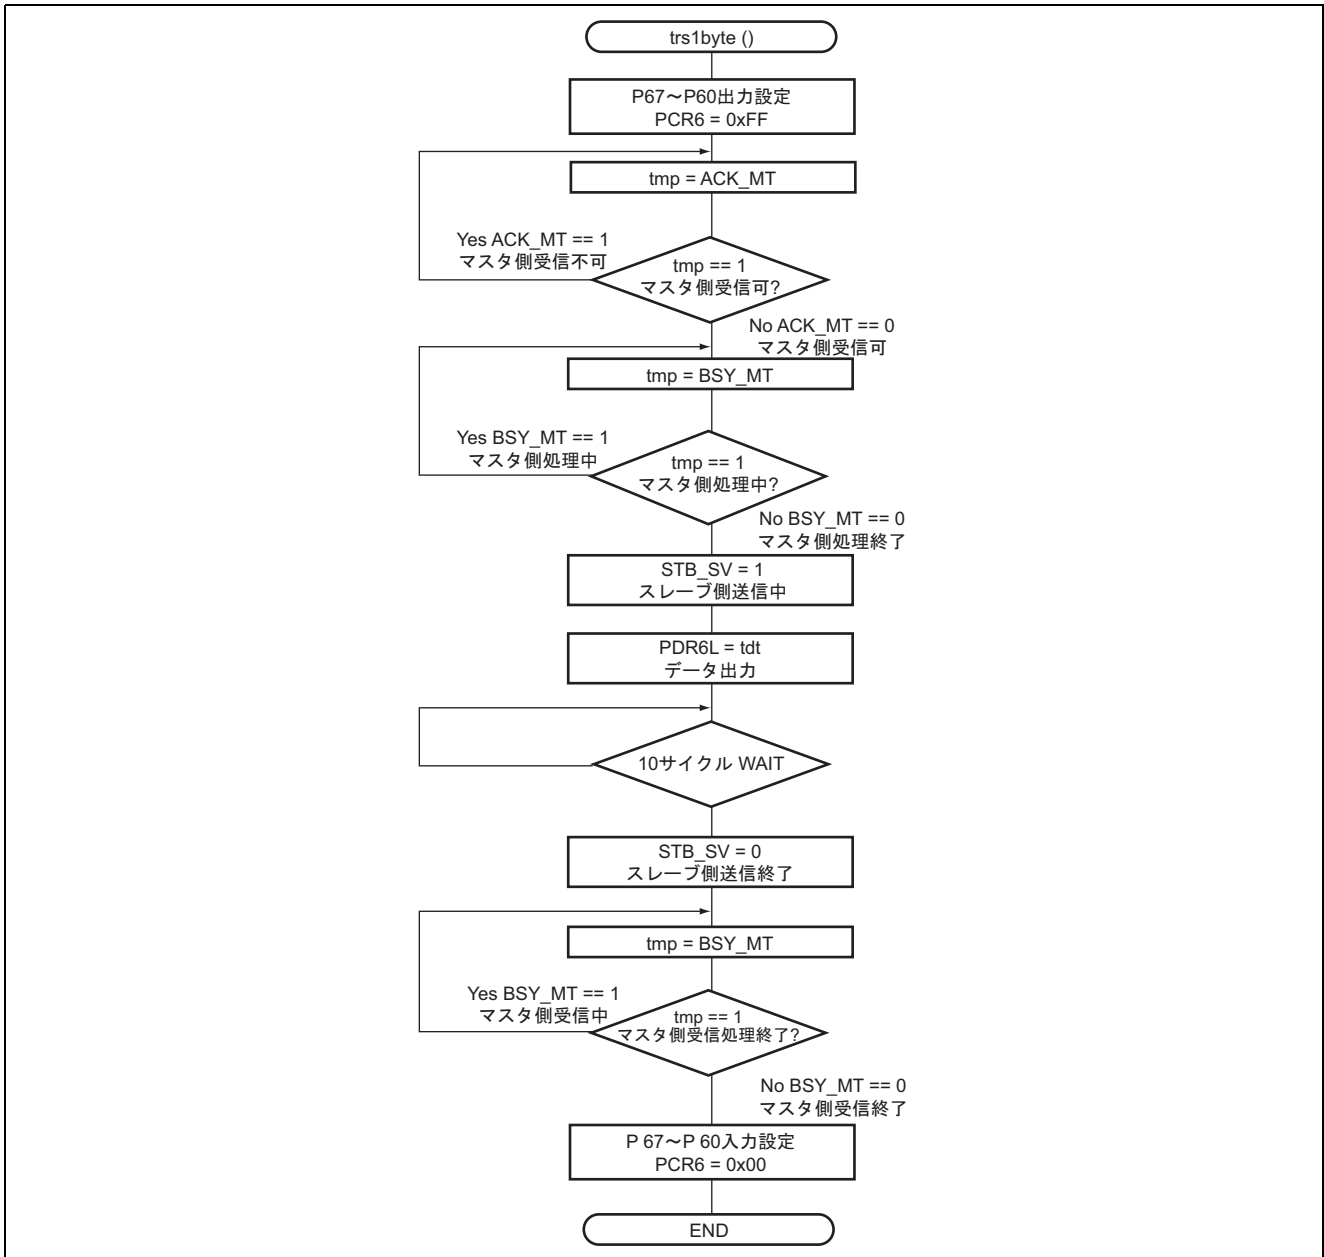 trs1byte ()
P67～P60出力設定
PCR6 = 0xFF
tmp = ACK_MT
Yes ACK_MT == 1
マスタ側受信不可
tmp == 1
マスタ側受信可?
No ACK_MT == 0
マスタ側受信可
tmp = BSY_MT
Yes BSY_MT == 1
マスタ側処理中
tmp == 1
マスタ側処理中?
No BSY_MT == 0
マスタ側処理終了
STB_SV = 1
スレーブ側送信中
PDR6L = tdt
データ出力
10サイクル WAIT
STB_SV = 0
スレーブ側送信終了
tmp = BSY_MT
Yes BSY_MT == 1
マスタ側受信中
tmp == 1
マスタ側受信処理終了?
No BSY_MT == 0
マスタ側受信終了
P 67～P 60入力設定
PCR6 = 0x00
END